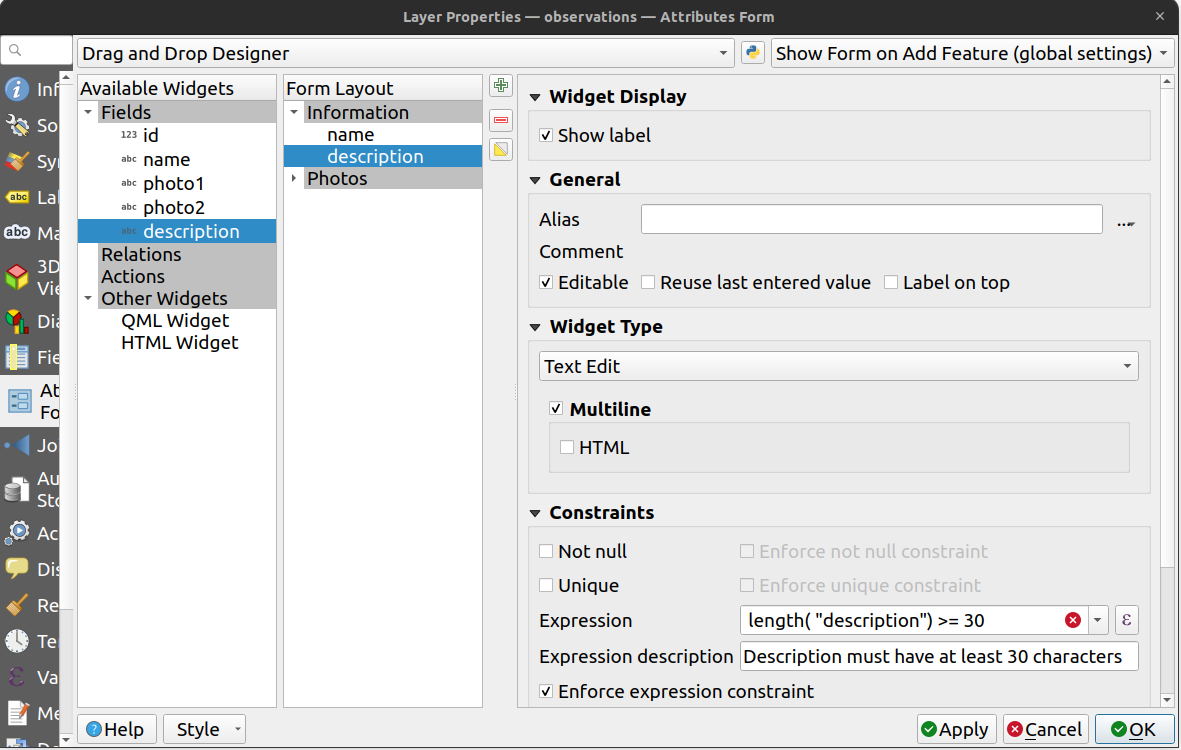 Layer Properties — observations — Attributes Form
Drag and Drop Designer
Show Form on Add Feature (global settings)
Inf
So
Sy
abc
La
abc
Ma
3D
Vie
Dia
Fie
At
Fo
Jo
Au
Sto
Ac
Dis
Re
Te
Va
Me
Available Widgets
Fields
123 id
abc name
abc photo1
abc photo2
abc description
Relations
Actions
Other Widgets
QML Widget
HTML Widget
Form Layout
Information
name
description
Photos
Widget Display
Show label
General
Alias
...
Comment
Editable Reuse last entered value Label on top
Widget Type
Text Edit
Multiline
HTML
Constraints
Not null Enforce not null constraint
Unique Enforce unique constraint
Expression length( "description") >= 30 ε
Expression description Description must have at least 30 characters
Enforce expression constraint
Help Style Apply Cancel OK